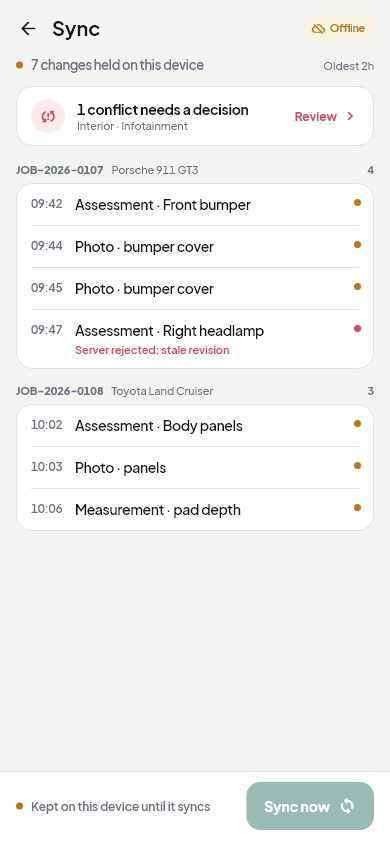 Sync
Offline
7 changes held on this device
Oldest 2h
1 conflict needs a decision
Interior · Infotainment
Review
JOB-2026-0107 Porsche 911 GT3 4
09:42 Assessment · Front bumper
09:44 Photo · bumper cover
09:45 Photo · bumper cover
09:47 Assessment · Right headlamp
Server rejected: stale revision
JOB-2026-0108 Toyota Land Cruiser 3
10:02 Assessment · Body panels
10:03 Photo · panels
10:06 Measurement · pad depth
Kept on this device until it syncs
Sync now